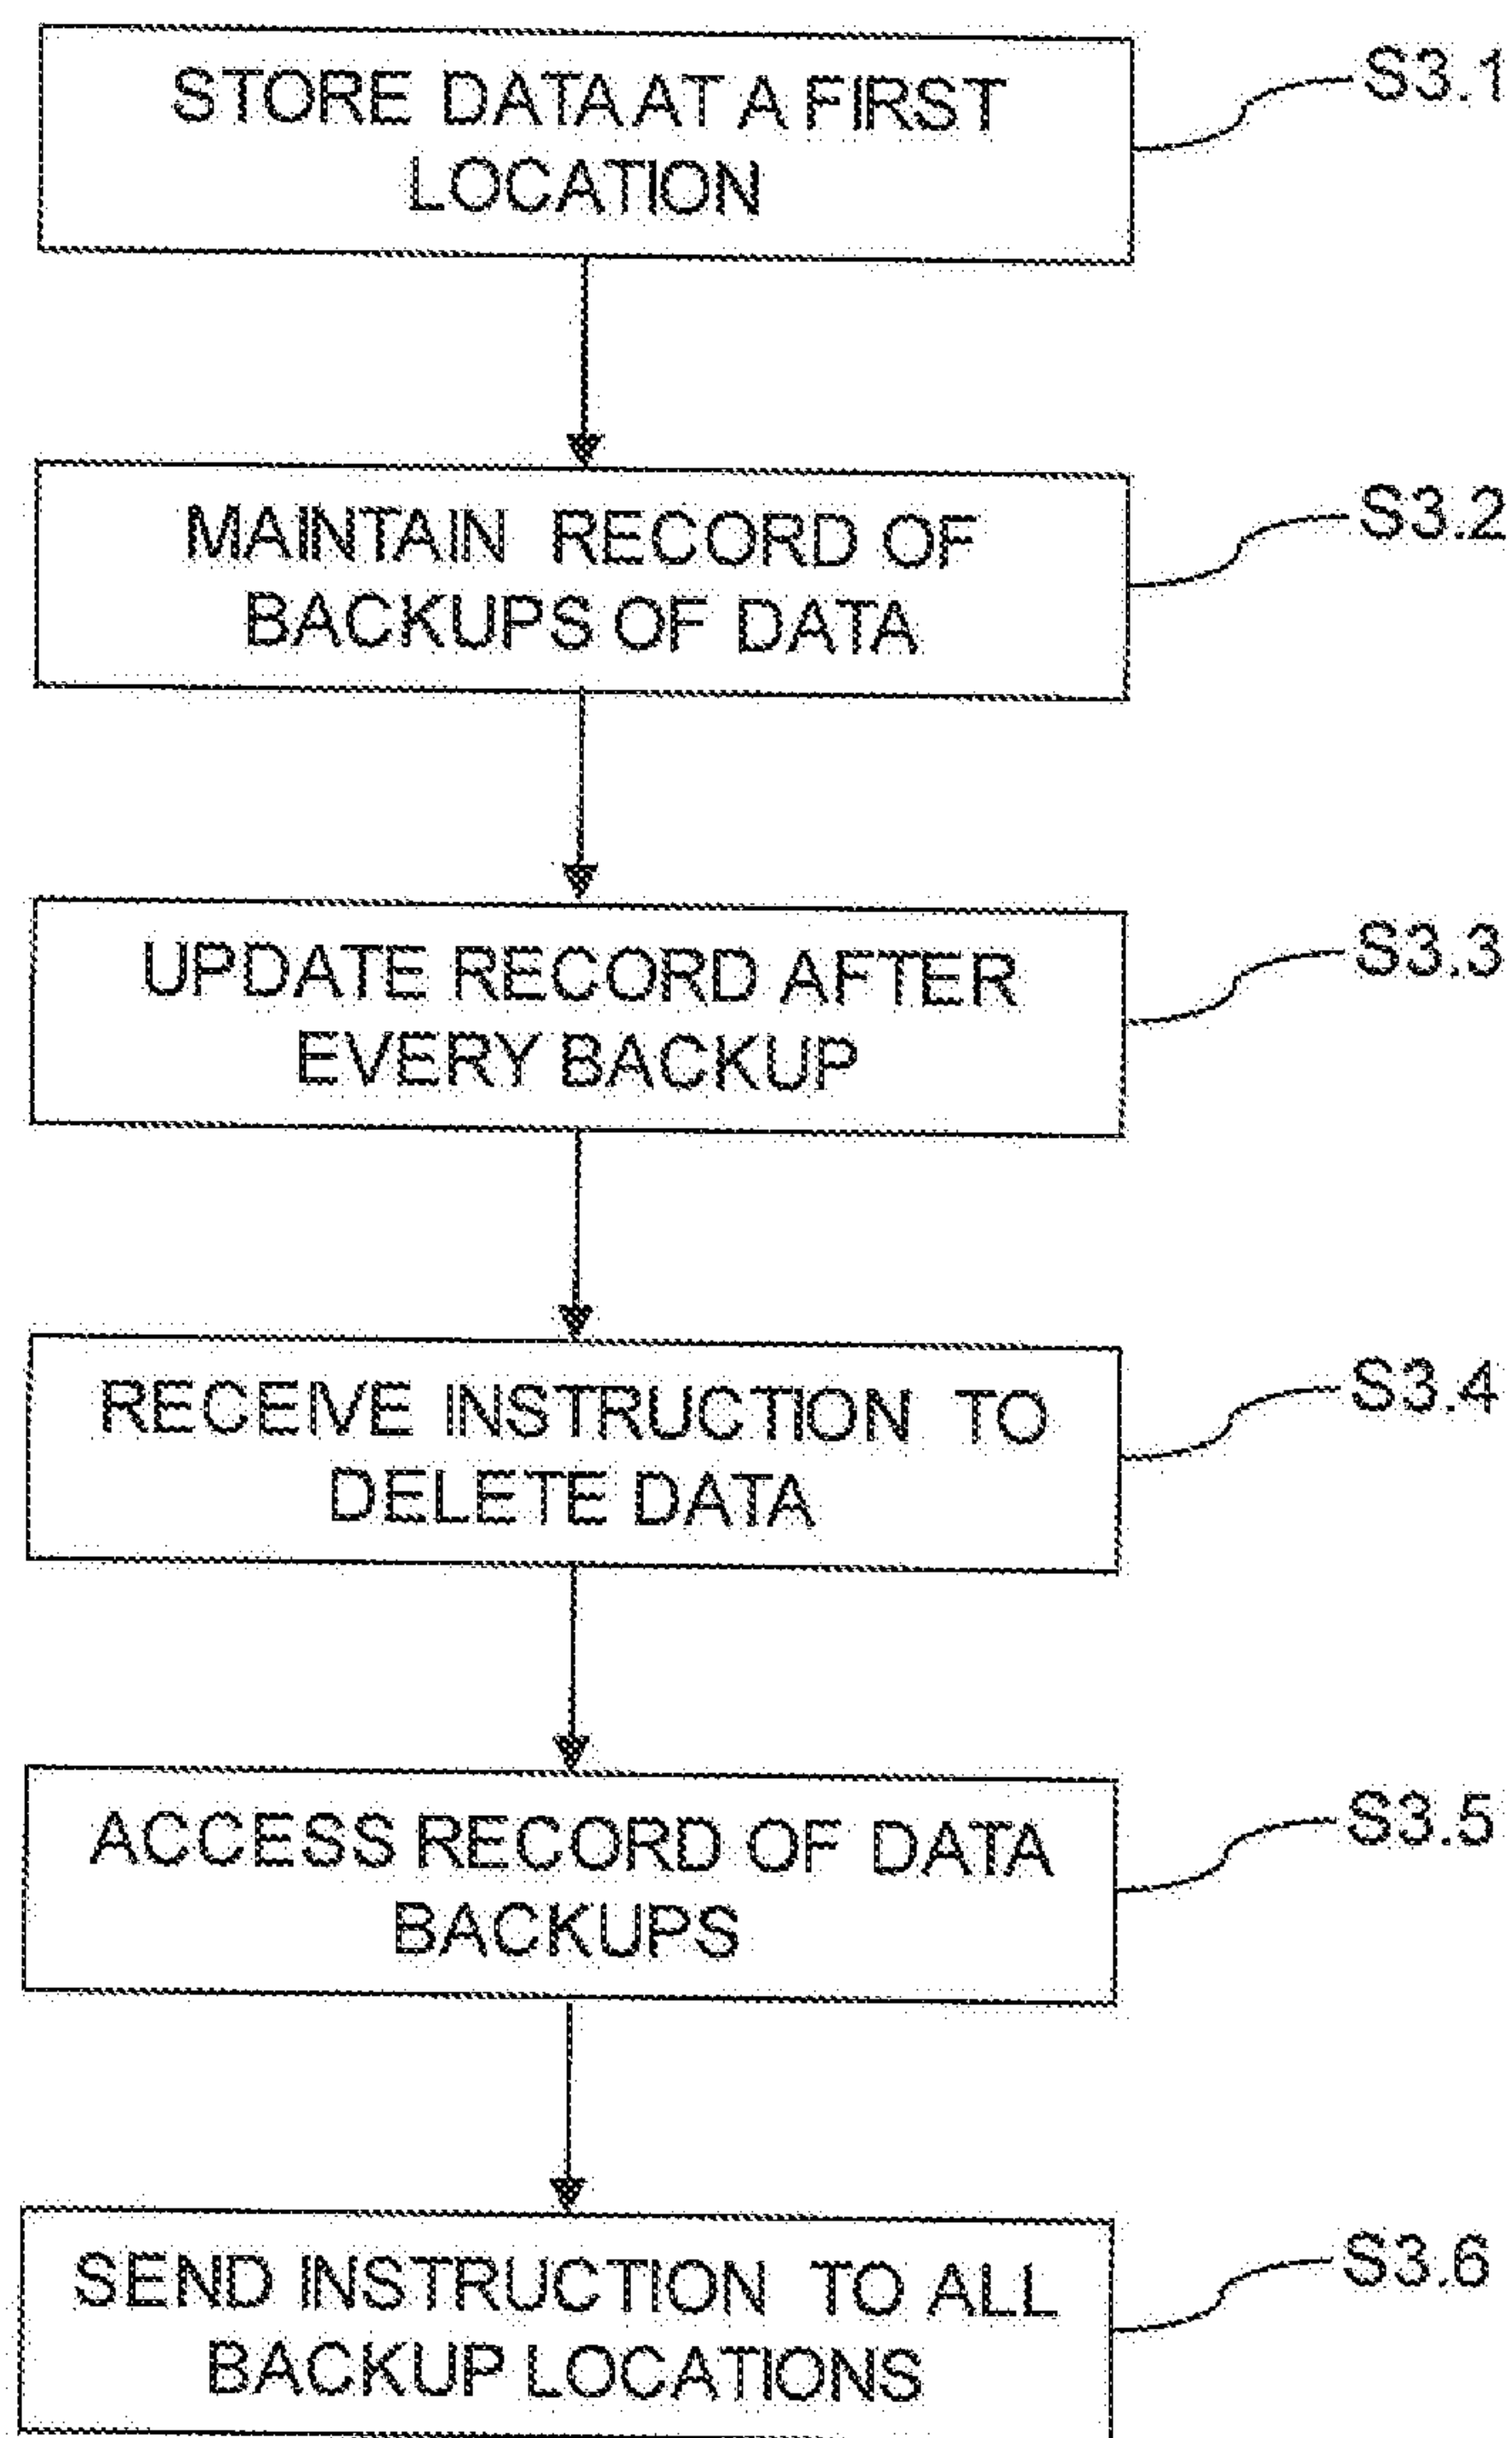 STORE DATA AT A FIRST
LOCATION
S3.1
MAINTAIN RECORD OF
BACKUPS OF DATA
S3.2
UPDATE RECORD AFTER
EVERY BACKUP
S3.3
RECEIVE INSTRUCTION TO
DELETE DATA
S3.4
ACCESS RECORD OF DATA
BACKUPS
S3.5
SEND INSTRUCTION TO ALL
BACKUP LOCATIONS
S3.6